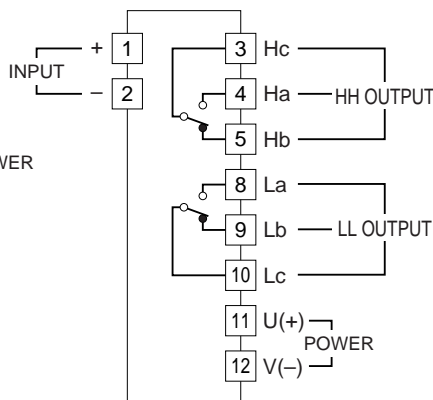 + 1
INPUT
– 2
WER
3 Hc
4 Ha
HH OUTPUT
5 Hb
8 La
9 Lb
LL OUTPUT
10 Lc
11 U(+)
POWER
12 V(–)